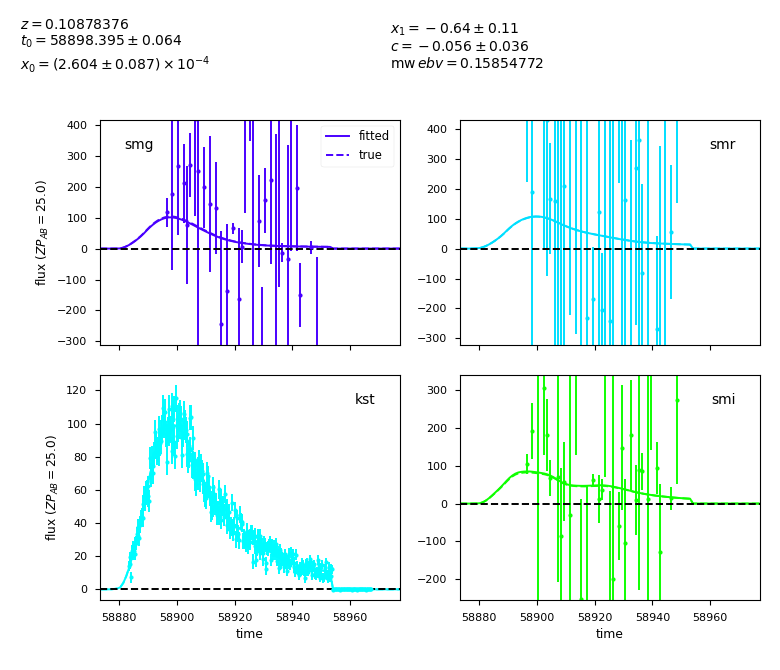 z = 0.10878376
t₀ = 58898.395 ± 0.064
x₀ = (2.604 ± 0.087) × 10⁻⁴
x₁ = −0.64 ± 0.11
c = −0.056 ± 0.036
mw ebv = 0.15854772
smg
fitted
true
400
300
200
100
0
−100
−200
−300
flux (ZP_AB = 25.0)
smr
400
300
200
100
0
−100
−200
−300
kst
120
100
80
60
40
20
0
flux (ZP_AB = 25.0)
58880 58900 58920 58940 58960
time
smi
300
200
100
0
−100
−200
58880 58900 58920 58940 58960
time